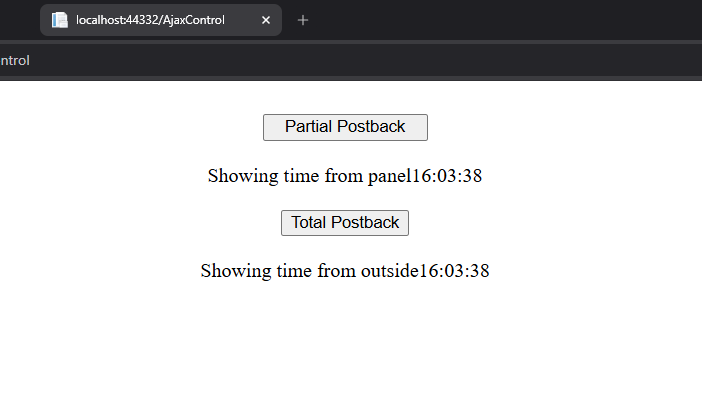 localhost:44332/AjaxControl
ntrol
Partial Postback
Showing time from panel16:03:38
Total Postback
Showing time from outside16:03:38